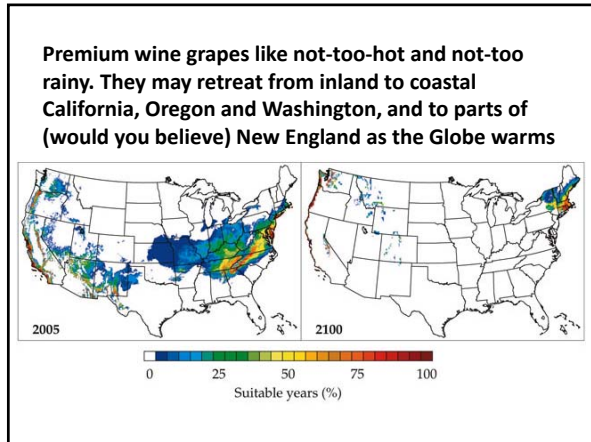 Premium wine grapes like not-too-hot and not-too
rainy. They may retreat from inland to coastal
California, Oregon and Washington, and to parts of
(would you believe) New England as the Globe warms
2005
2100
0 25 50 75 100
Suitable years (%)